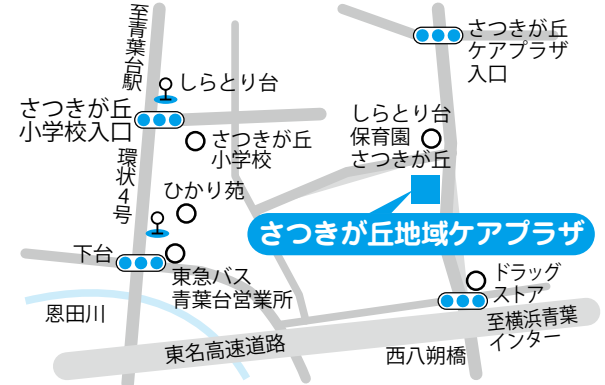 至青葉台駅
しらとり台
さつきが丘
小学校入口
さつきが丘
小学校
環状4号
ひかり苑
下台
東急バス
青葉台営業所
恩田川
東名高速道路
さつきが丘
ケアプラザ
入口
しらとり台
保育園
さつきが丘
さつきが丘地域ケアプラザ
ドラッグ
ストア
至横浜青葉
インター
西八朔橋